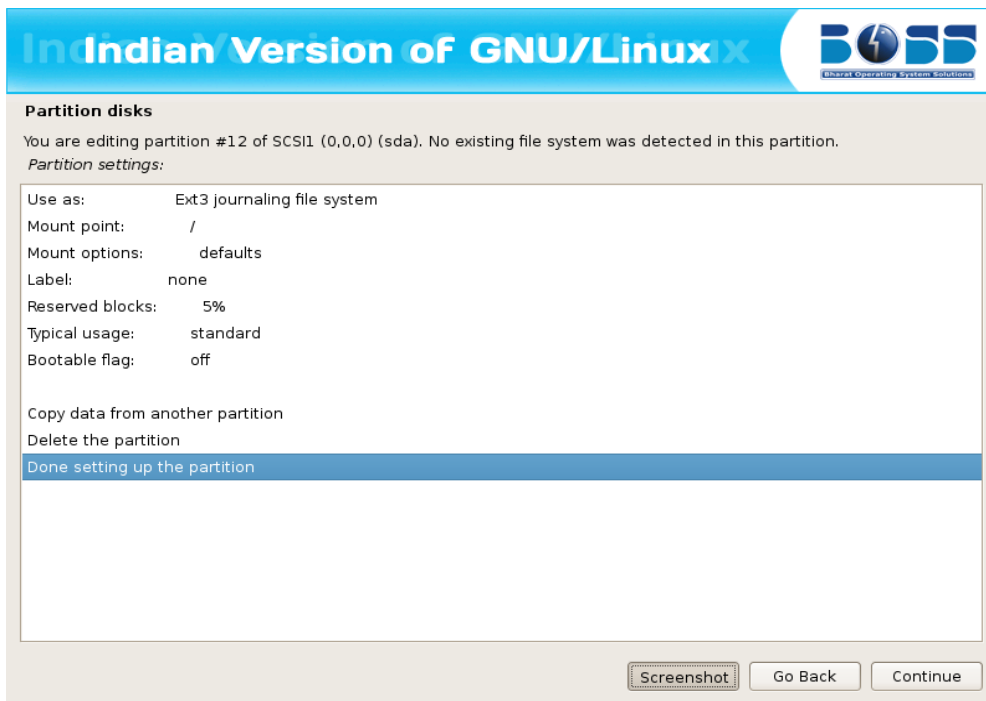 Indian Version of GNU/Linux
BOSS
Bharat Operating System Solutions
Partition disks
You are editing partition #12 of SCSI1 (0,0,0) (sda). No existing file system was detected in this partition.
Partition settings:
Use as: Ext3 journaling file system
Mount point: /
Mount options: defaults
Label: none
Reserved blocks: 5%
Typical usage: standard
Bootable flag: off
Copy data from another partition
Delete the partition
Done setting up the partition
Screenshot Go Back Continue